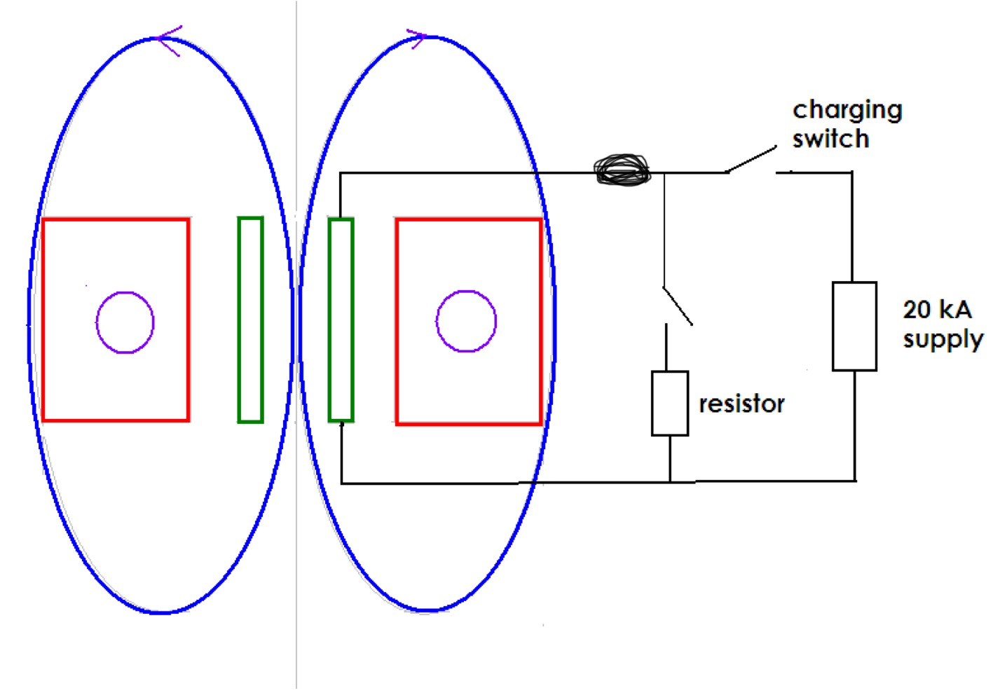 charging
switch
20 kA
supply
resistor